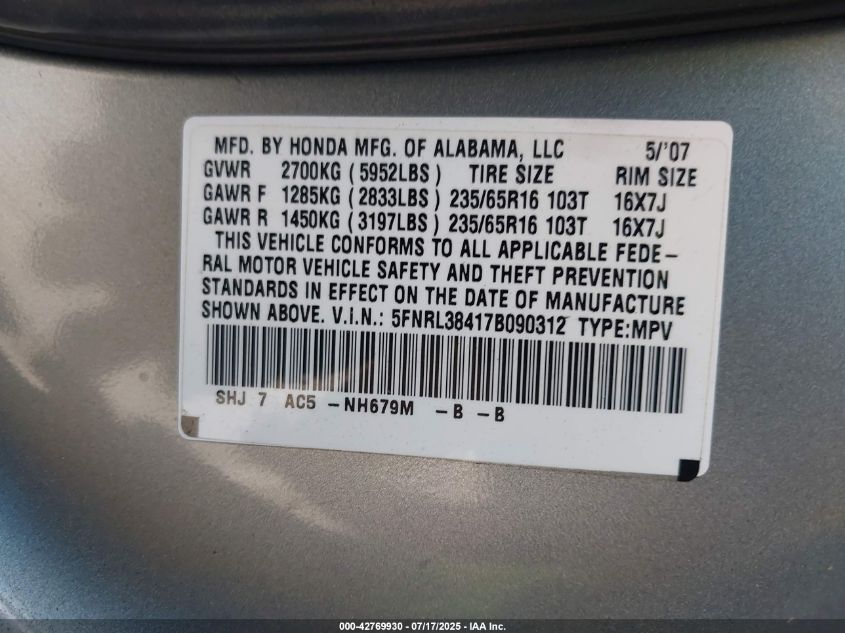 MFD. BY HONDA MFG. OF ALABAMA, LLC 5/'07
GVWR 2700KG (5952LBS) TIRE SIZE RIM SIZE
GAWR F 1285KG (2833LBS) 235/65R16 103T 16X7J
GAWR R 1450KG (3197LBS) 235/65R16 103T 16X7J
THIS VEHICLE CONFORMS TO ALL APPLICABLE FEDE-
RAL MOTOR VEHICLE SAFETY AND THEFT PREVENTION
STANDARDS IN EFFECT ON THE DATE OF MANUFACTURE
SHOWN ABOVE. V.I.N.: 5FNRL38417B090312 TYPE:MPV
SHJ 7 AC5 -NH679M -B -B
000-42769930 - 07/17/2025 - IAA Inc.